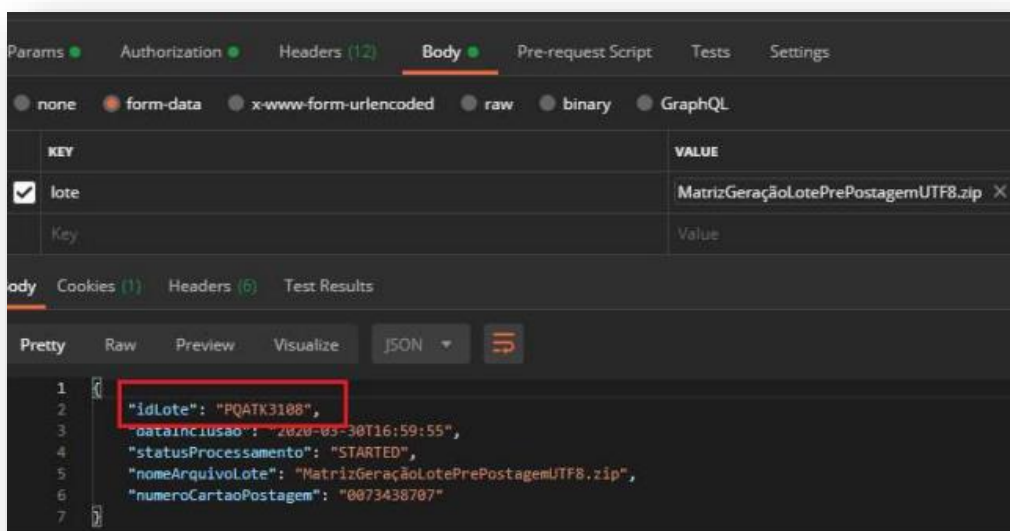 Params Authorization Headers (12) Body Pre-request Script Tests Settings
none form-data x-www-form-urlencoded raw binary GraphQL
KEY VALUE
lote MatrizGeraçãoLotePrePostagemUTF8.zip ×
Key Value
ody Cookies (1) Headers (6) Test Results
Pretty Raw Preview Visualize JSON
1 {
2 "idLote": "PQATK3108",
3 "dataInclusao": "2020-03-30T16:59:55",
4 "statusProcessamento": "STARTED",
5 "nomeArquivoLote": "MatrizGeraçãoLotePrePostagemUTF8.zip",
6 "numeroCartaoPostagem": "0073438707"
7 }